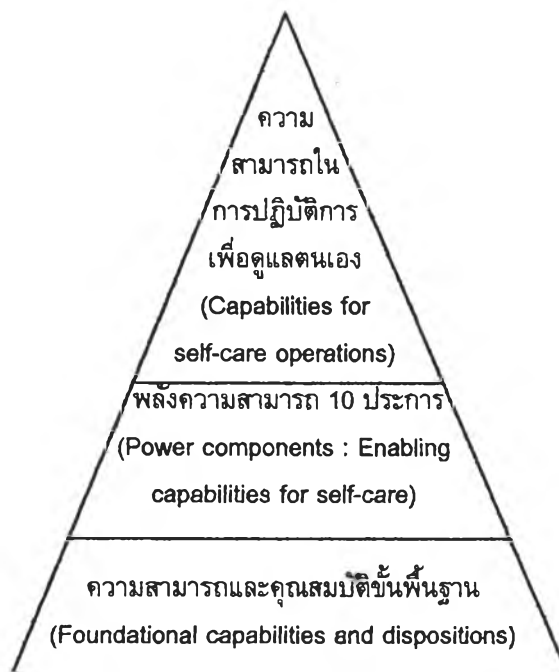 ความ
สามารถใน
การปฏิบัติการ
เพื่อดูแลตนเอง
(Capabilities for
self-care operations)
พลังความสามารถ 10 ประการ
(Power components : Enabling
capabilities for self-care)
ความสามารถและคุณสมบัติขั้นพื้นฐาน
(Foundational capabilities and dispositions)